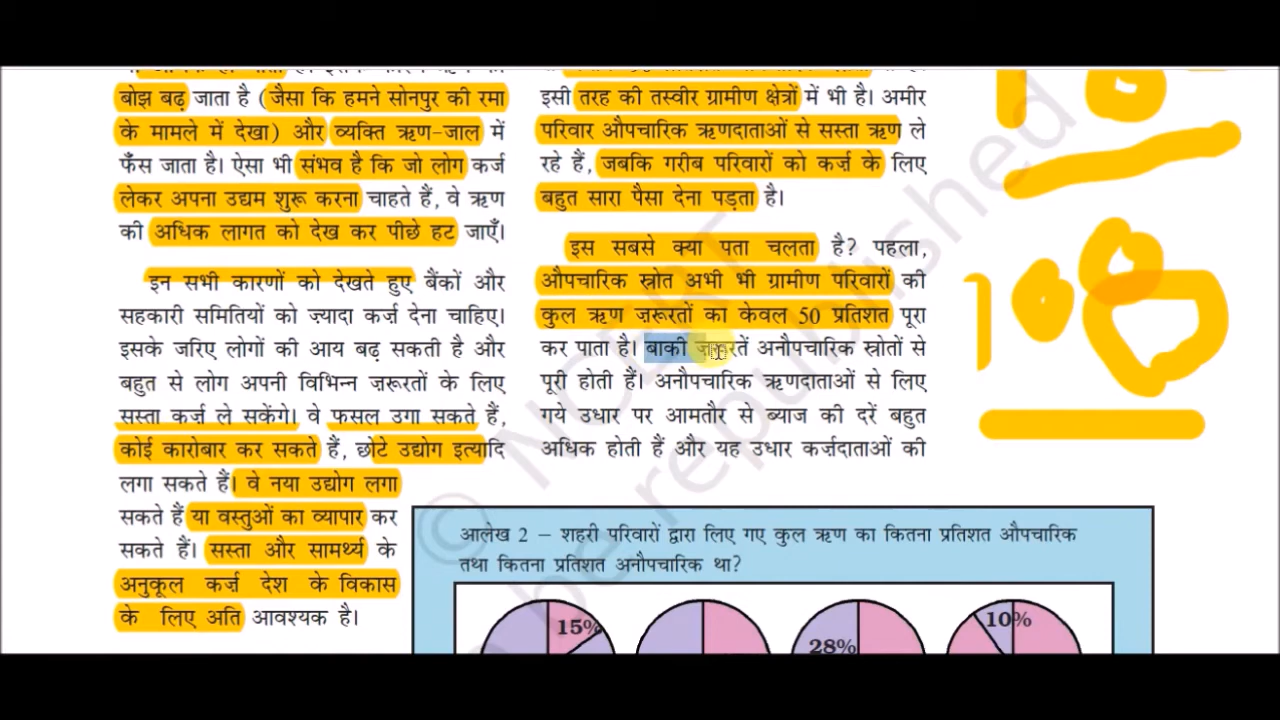 बोझ बढ़ जाता है (जैसा कि हमने सोनपुर की रमा
के मामले में देखा) और व्यक्ति ऋण-जाल में
फँस जाता है। ऐसा भी संभव है कि जो लोग कर्ज
लेकर अपना उद्यम शुरू करना चाहते हैं, वे ऋण
की अधिक लागत को देख कर पीछे हट जाएँ।
इन सभी कारणों को देखते हुए बैंकों और
सहकारी समितियों को ज़्यादा कर्ज़ देना चाहिए।
इसके जरिए लोगों की आय बढ़ सकती है और
बहुत से लोग अपनी विभिन्न ज़रूरतों के लिए
सस्ता कर्ज़ ले सकेंगे। वे फसल उगा सकते हैं,
कोई कारोबार कर सकते हैं, छोटे उद्योग इत्यादि
लगा सकते हैं। वे नया उद्योग लगा
सकते हैं या वस्तुओं का व्यापार कर
सकते हैं। सस्ता और सामर्थ्य के
अनुकूल कर्ज़ देश के विकास
के लिए अति आवश्यक है।
इसी तरह की तस्वीर ग्रामीण क्षेत्रों में भी है। अमीर
परिवार औपचारिक ऋणदाताओं से सस्ता ऋण ले
रहे हैं, जबकि गरीब परिवारों को कर्ज़ के लिए
बहुत सारा पैसा देना पड़ता है।
इस सबसे क्या पता चलता है? पहला,
औपचारिक स्रोत अभी भी ग्रामीण परिवारों की
कुल ऋण ज़रूरतों का केवल 50 प्रतिशत पूरा
कर पाता है। बाकी ज़रूरतें अनौपचारिक स्रोतों से
पूरी होती हैं। अनौपचारिक ऋणदाताओं से लिए
गये उधार पर आमतौर से ब्याज की दरें बहुत
अधिक होती हैं और यह उधार कर्ज़दाताओं की
आलेख 2 – शहरी परिवारों द्वारा लिए गए कुल ऋण का कितना प्रतिशत औपचारिक
तथा कितना प्रतिशत अनौपचारिक था?
15%
28%
10%
© NCERT
be republished